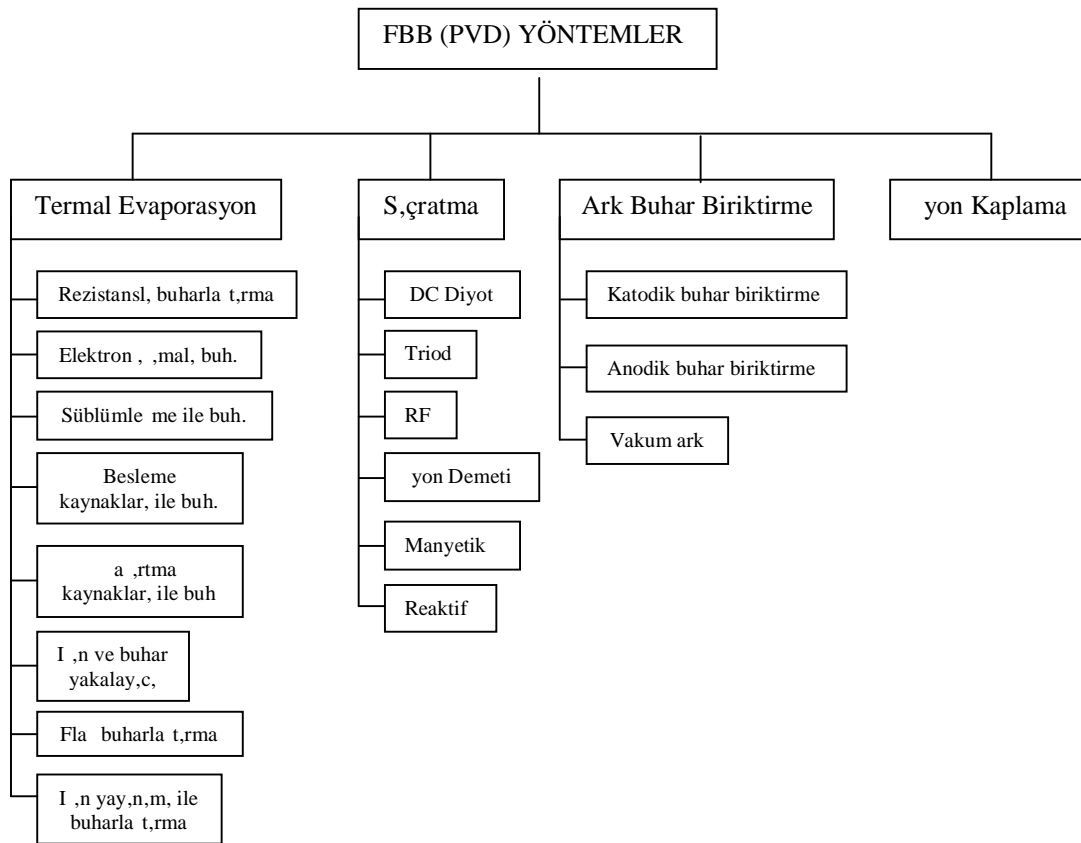 FBB (PVD) YÖNTEMLER
Termal Evaporasyon
S,çratma
Ark Buhar Biriktirme
yon Kaplama
Rezistansl, buharla t,rma
Elektron , ,mal, buh.
Süblümle me ile buh.
Besleme
kaynaklar, ile buh.
a ,rtma
kaynaklar, ile buh
I ,n ve buhar
yakalay,c,
Fla buharla t,rma
I ,n yay,n,m, ile
buharla t,rma
DC Diyot
Triod
RF
yon Demeti
Manyetik
Reaktif
Katodik buhar biriktirme
Anodik buhar biriktirme
Vakum ark